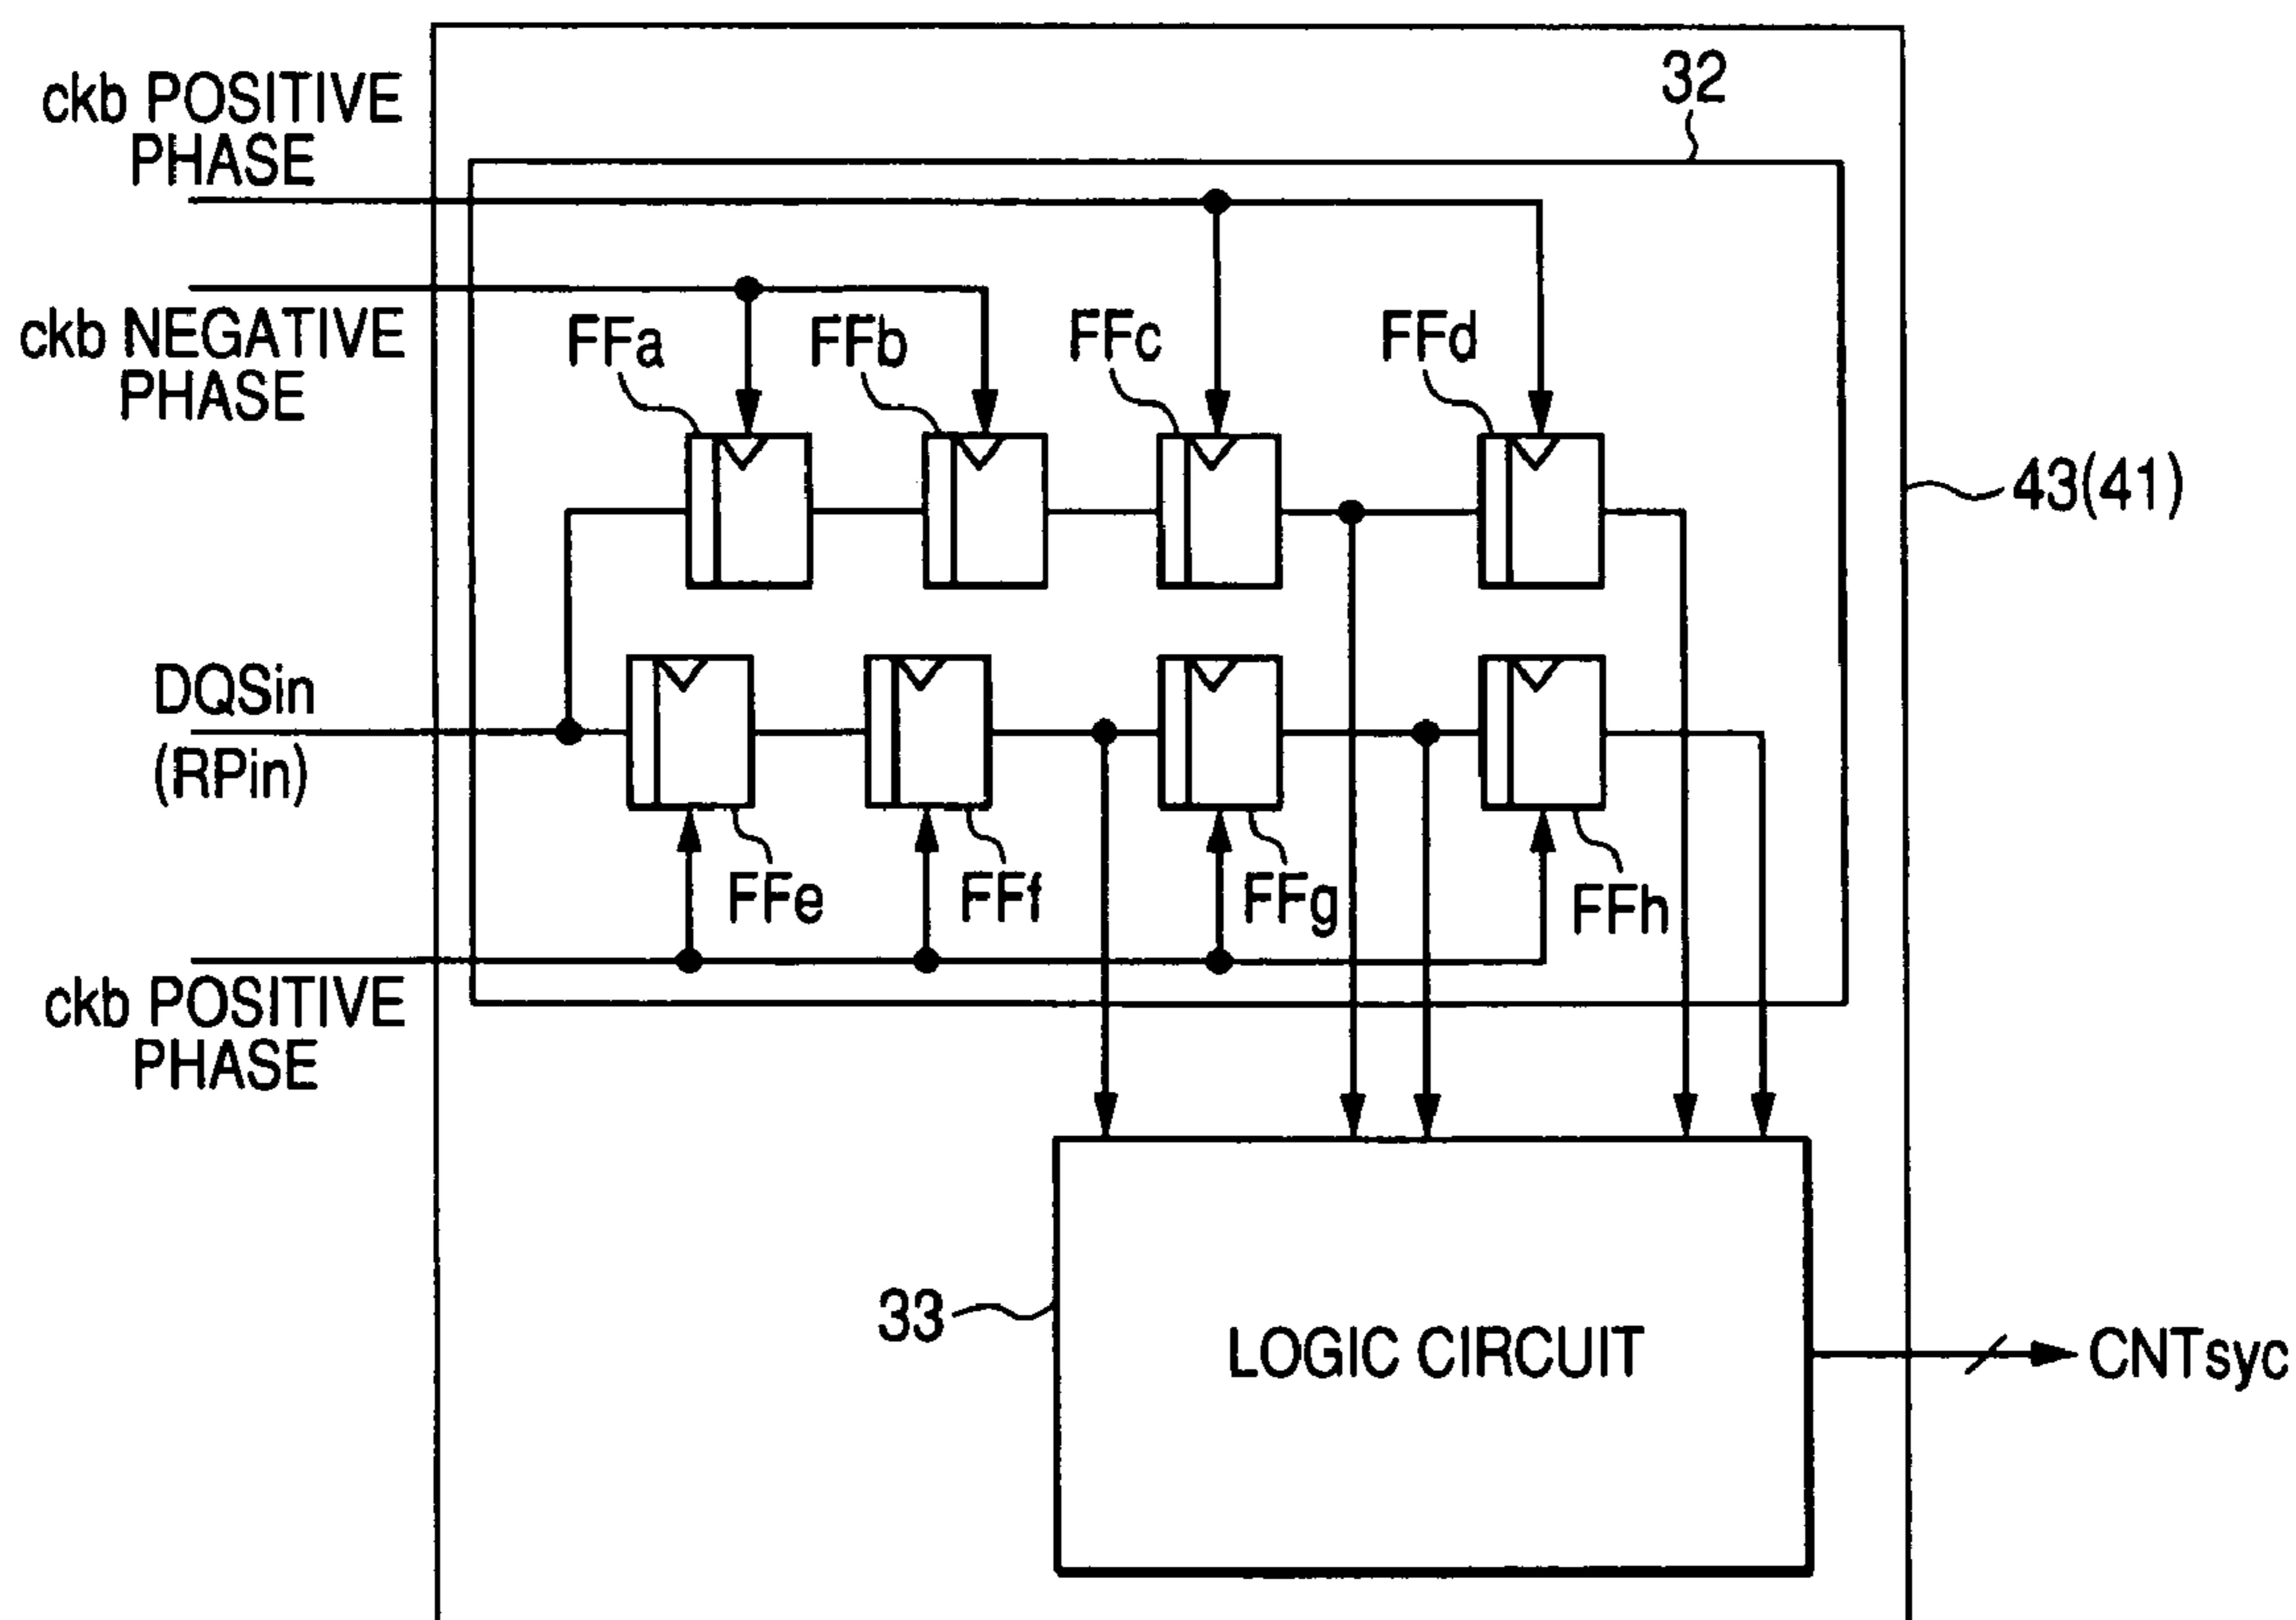 32
ckb POSITIVE
PHASE
ckb NEGATIVE
PHASE
FFa
FFb
FFc
FFd
43(41)
DQSin
(RPin)
FFe
FFf
FFg
FFh
ckb POSITIVE
PHASE
33
LOGIC CIRCUIT
CNTsyc